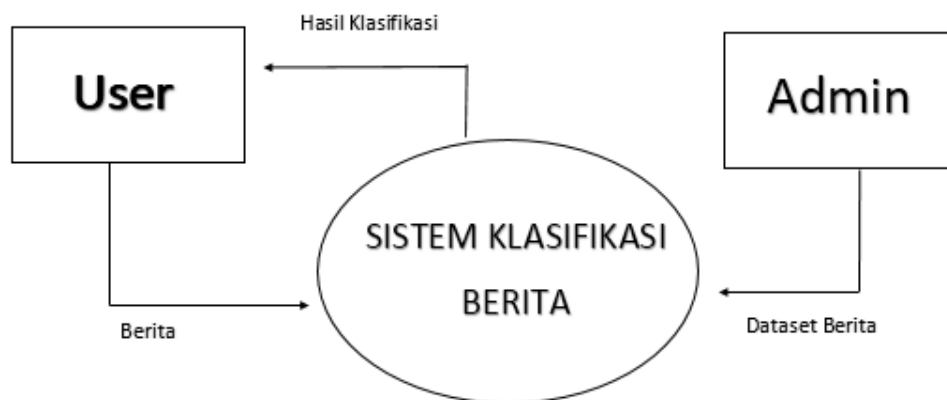 Hasil Klasifikasi
User
Admin
SISTEM KLASIFIKASI
BERITA
Berita
Dataset Berita